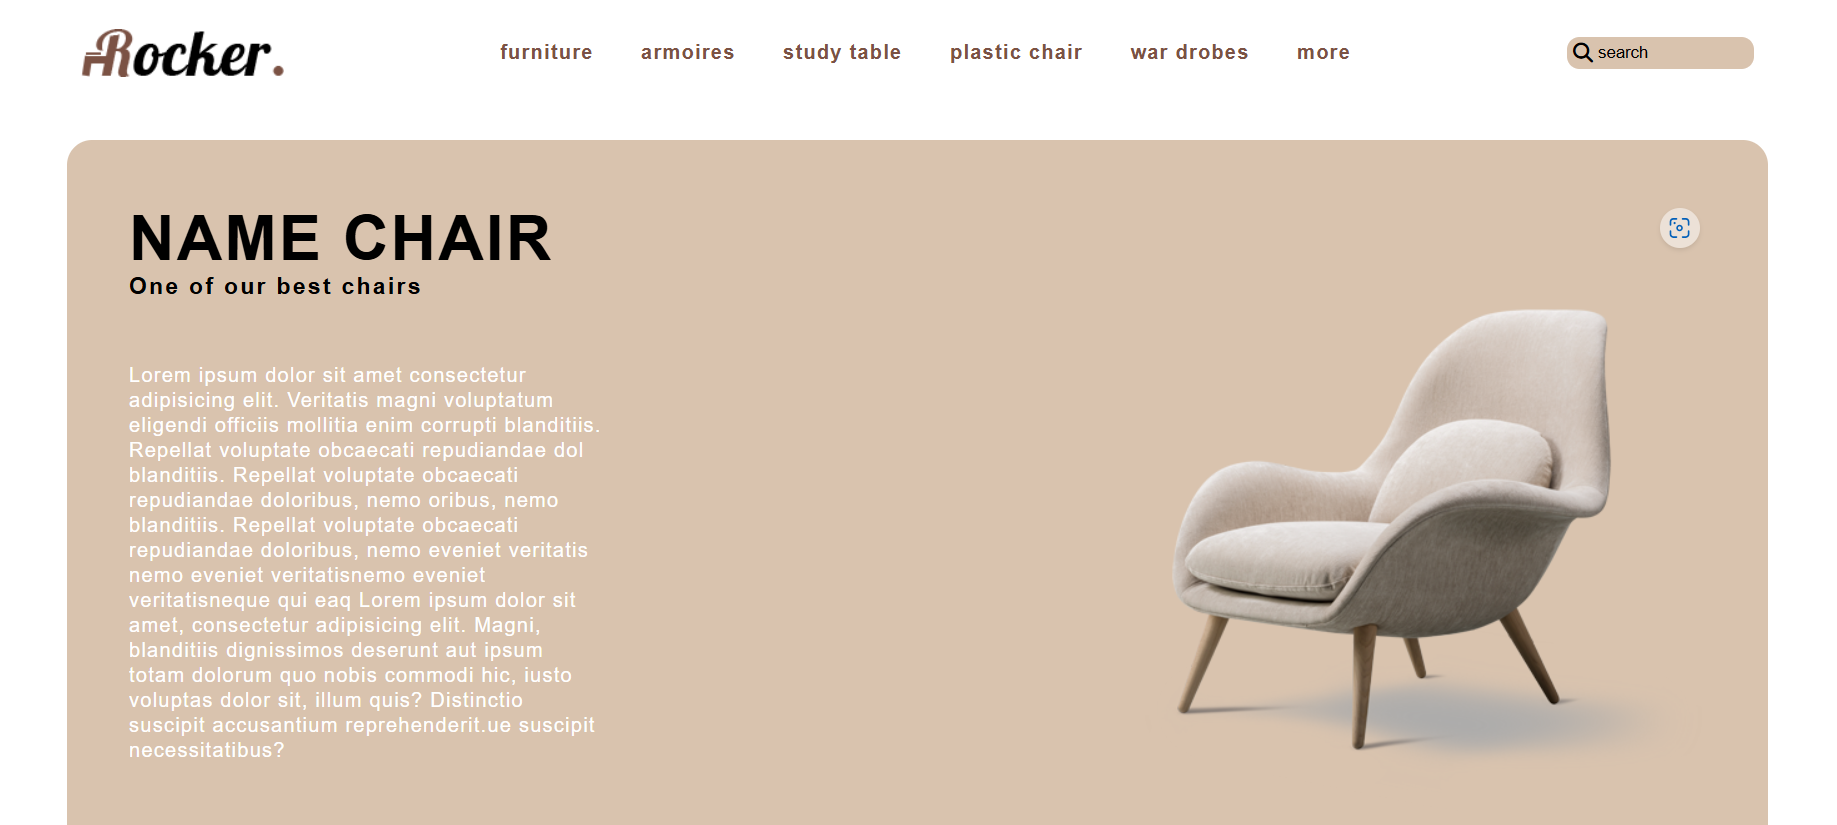 Rocker.
furniture armoires study table plastic chair war drobes more
search
NAME CHAIR
One of our best chairs
Lorem ipsum dolor sit amet consectetur
adipisicing elit. Veritatis magni voluptatum
eligendi officiis mollitia enim corrupti blanditiis.
Repellat voluptate obcaecati repudiandae dol
blanditiis. Repellat voluptate obcaecati
repudiandae doloribus, nemo oribus, nemo
blanditiis. Repellat voluptate obcaecati
repudiandae doloribus, nemo eveniet veritatis
nemo eveniet veritatisnemo eveniet
veritatisneque qui eaq Lorem ipsum dolor sit
amet, consectetur adipisicing elit. Magni,
blanditiis dignissimos deserunt aut ipsum
totam dolorum quo nobis commodi hic, iusto
voluptas dolor sit, illum quis? Distinctio
suscipit accusantium reprehenderit.ue suscipit
necessitatibus?